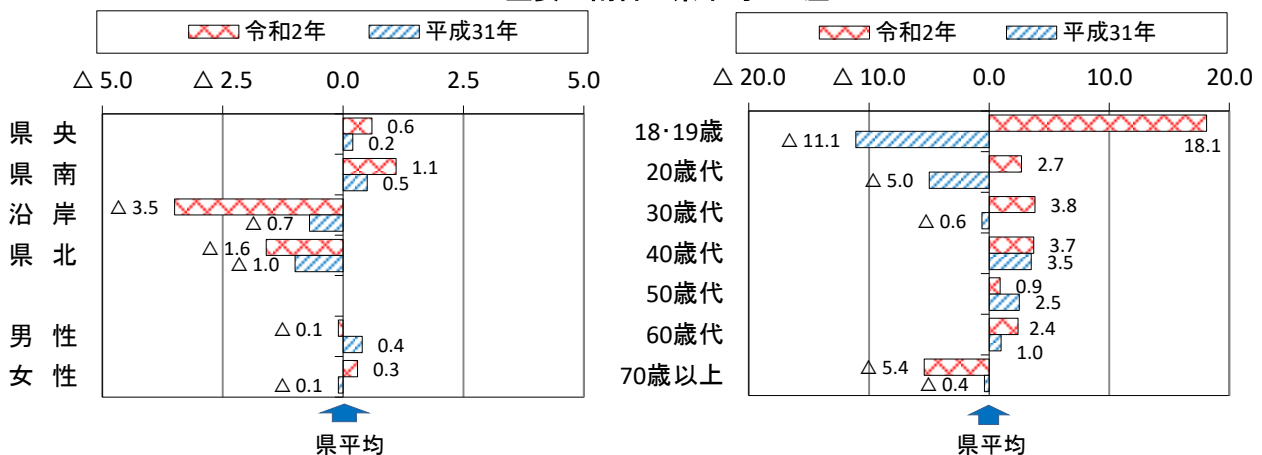 令和2年 平成31年
△ 5.0 △ 2.5 0.0 2.5 5.0
県 央 0.6
0.2
県 南 1.1
0.5
沿 岸 △ 3.5
△ 0.7
県 北 △ 1.6
△ 1.0
男 性 △ 0.1
0.4
女 性 0.3
△ 0.1
県平均
令和2年 平成31年
△ 20.0 △ 10.0 0.0 10.0 20.0
18･19歳 18.1
△ 11.1
20歳代 2.7
△ 5.0
30歳代 3.8
△ 0.6
40歳代 3.7
3.5
50歳代 0.9
2.5
60歳代 2.4
1.0
70歳以上 △ 5.4
△ 0.4
県平均